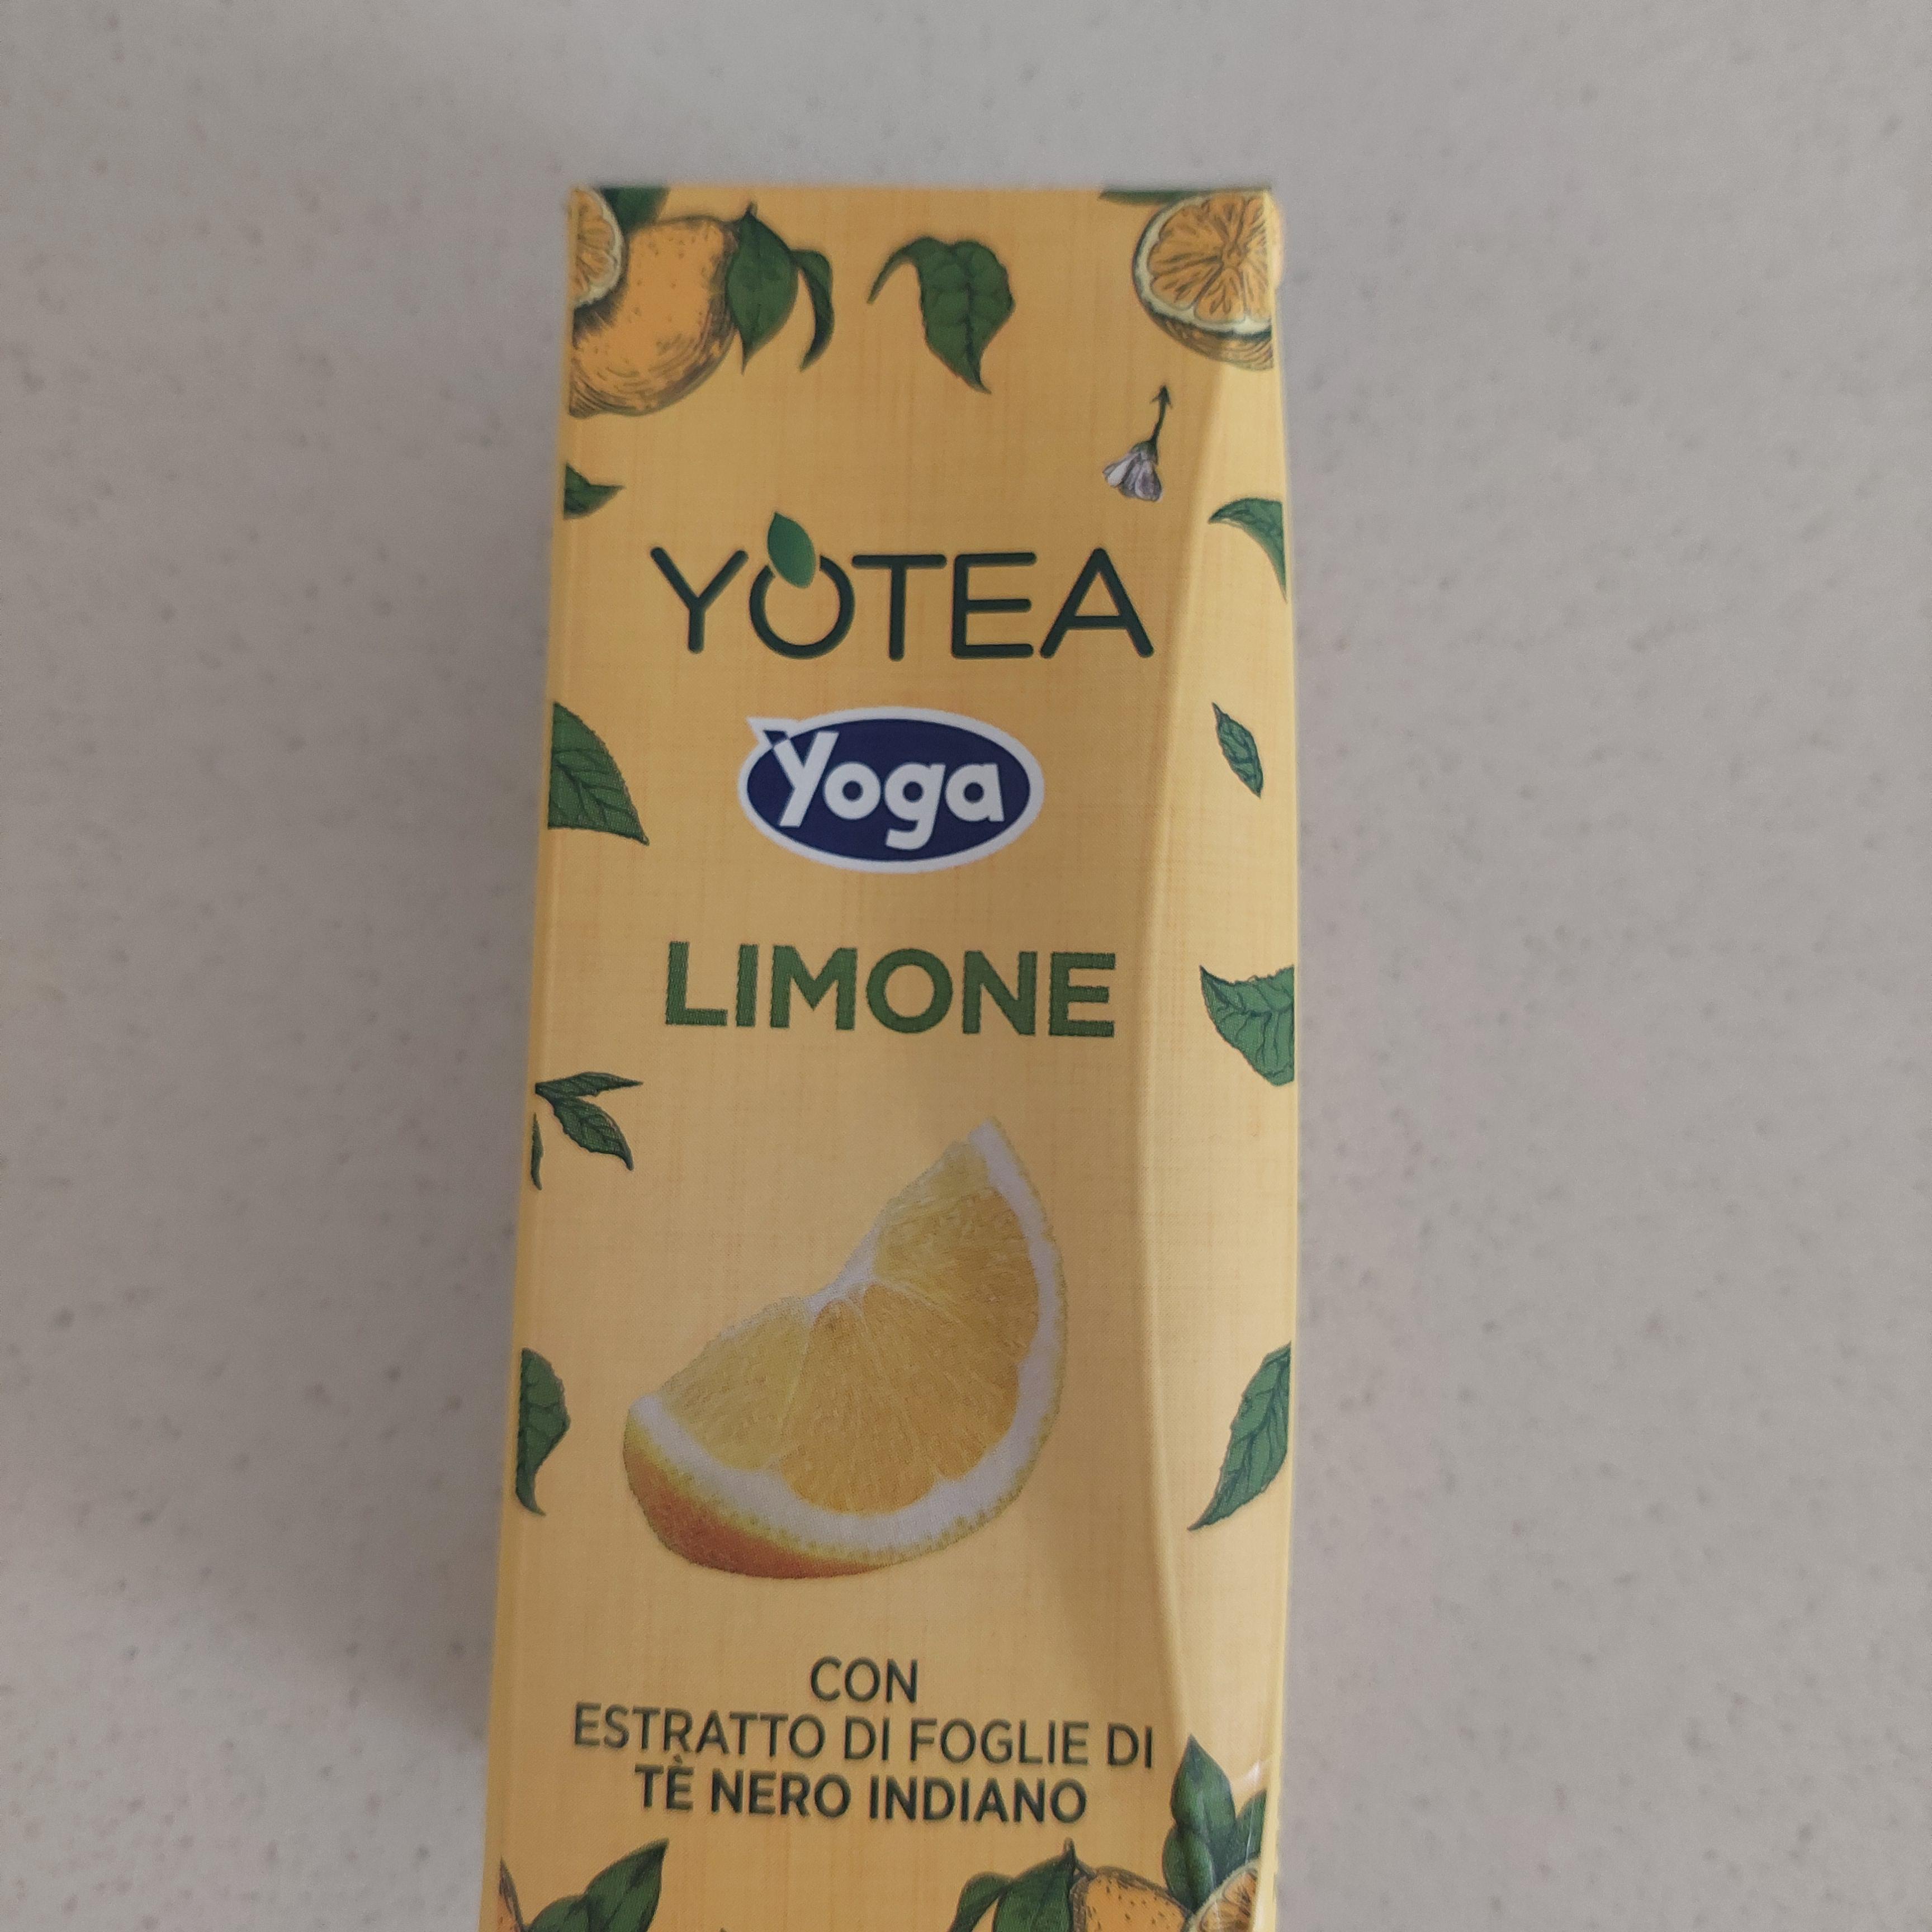 YOTEA
Yoga
LIMONE
CON
ESTRATTO DI FOGLIE DI
TÈ NERO INDIANO